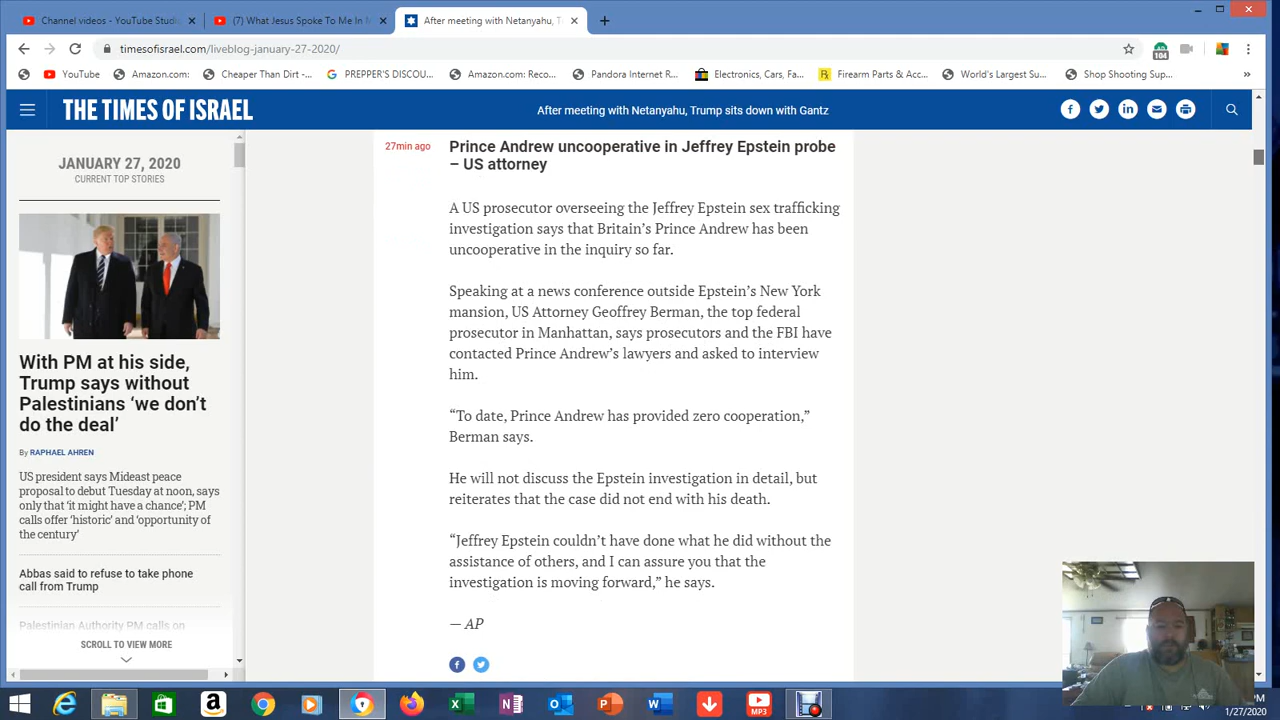 Channel videos - YouTube Studi
(7) What Jesus Spoke To Me In
After meeting with Netanyahu, T
timesofisrael.com/liveblog-january-27-2020/
104
YouTube
Amazon.com:
Cheaper Than Dirt -...
PREPPER'S DISCOU...
Amazon.com: Reco...
Pandora Internet R...
Electronics, Cars, Fa...
Firearm Parts & Acc...
World's Largest Su...
Shop Shooting Sup...
»
THE TIMES OF ISRAEL
After meeting with Netanyahu, Trump sits down with Gantz
JANUARY 27, 2020
CURRENT TOP STORIES
With PM at his side,
Trump says without
Palestinians ‘we don’t
do the deal’
By RAPHAEL AHREN
US president says Mideast peace
proposal to debut Tuesday at noon, says
only that ‘it might have a chance’; PM
calls offer ‘historic’ and ‘opportunity of
the century’
Abbas said to refuse to take phone
call from Trump
Palestinian Authority PM calls on
SCROLL TO VIEW MORE
27min ago
Prince Andrew uncooperative in Jeffrey Epstein probe
– US attorney
A US prosecutor overseeing the Jeffrey Epstein sex trafficking
investigation says that Britain’s Prince Andrew has been
uncooperative in the inquiry so far.
Speaking at a news conference outside Epstein’s New York
mansion, US Attorney Geoffrey Berman, the top federal
prosecutor in Manhattan, says prosecutors and the FBI have
contacted Prince Andrew’s lawyers and asked to interview
him.
“To date, Prince Andrew has provided zero cooperation,”
Berman says.
He will not discuss the Epstein investigation in detail, but
reiterates that the case did not end with his death.
“Jeffrey Epstein couldn’t have done what he did without the
assistance of others, and I can assure you that the
investigation is moving forward,” he says.
— AP
MP3
1/27/2020